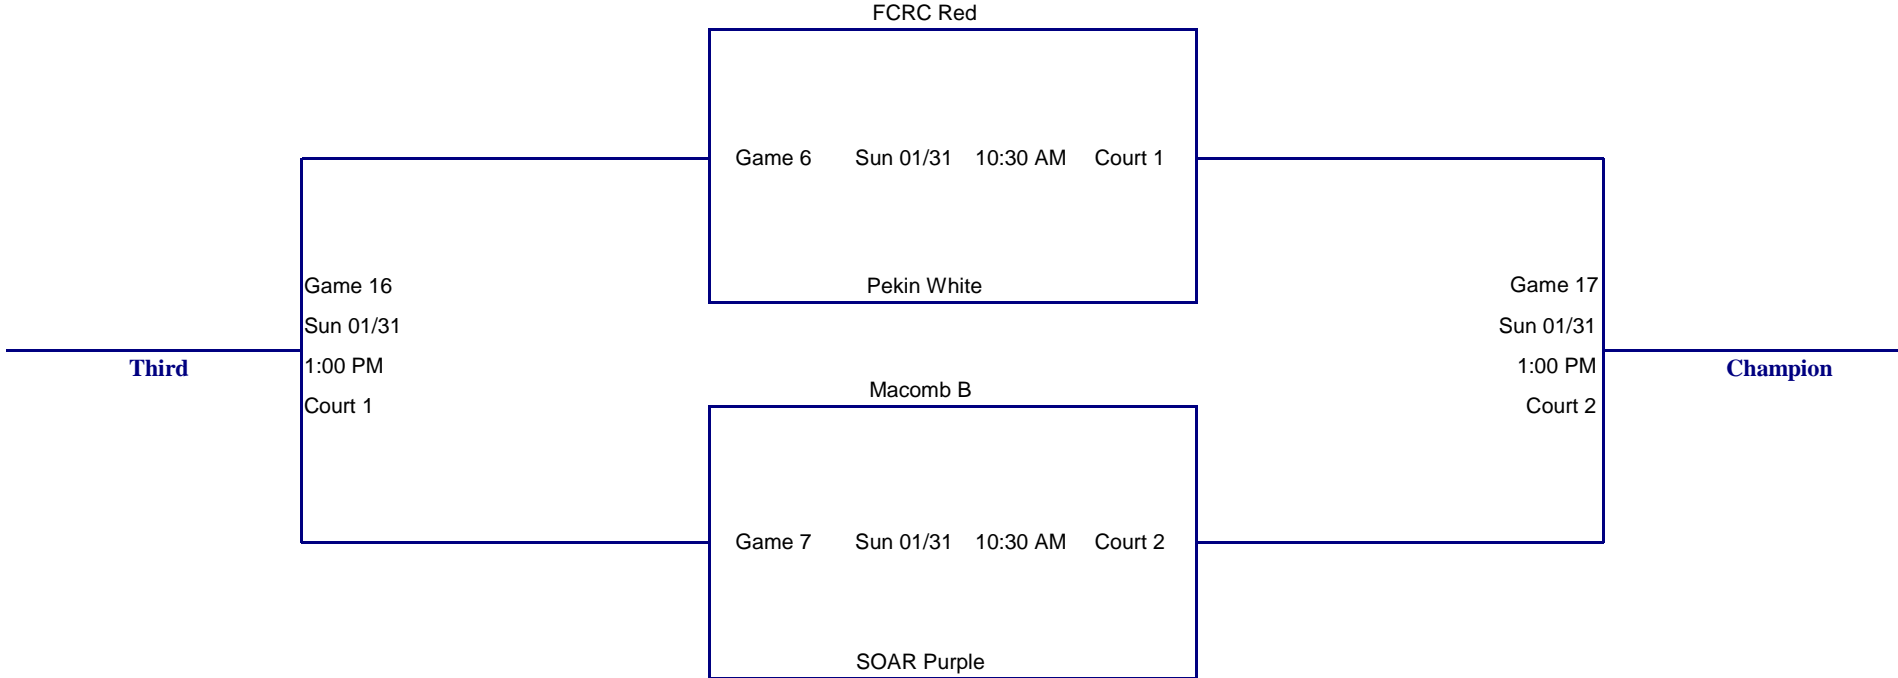 FCRC Red
Game 6 Sun 01/31 10:30 AM Court 1
Pekin White
Game 16
Sun 01/31
1:00 PM
Court 1
Third
Game 17
Sun 01/31
1:00 PM
Court 2
Champion
Macomb B
Game 7 Sun 01/31 10:30 AM Court 2
SOAR Purple